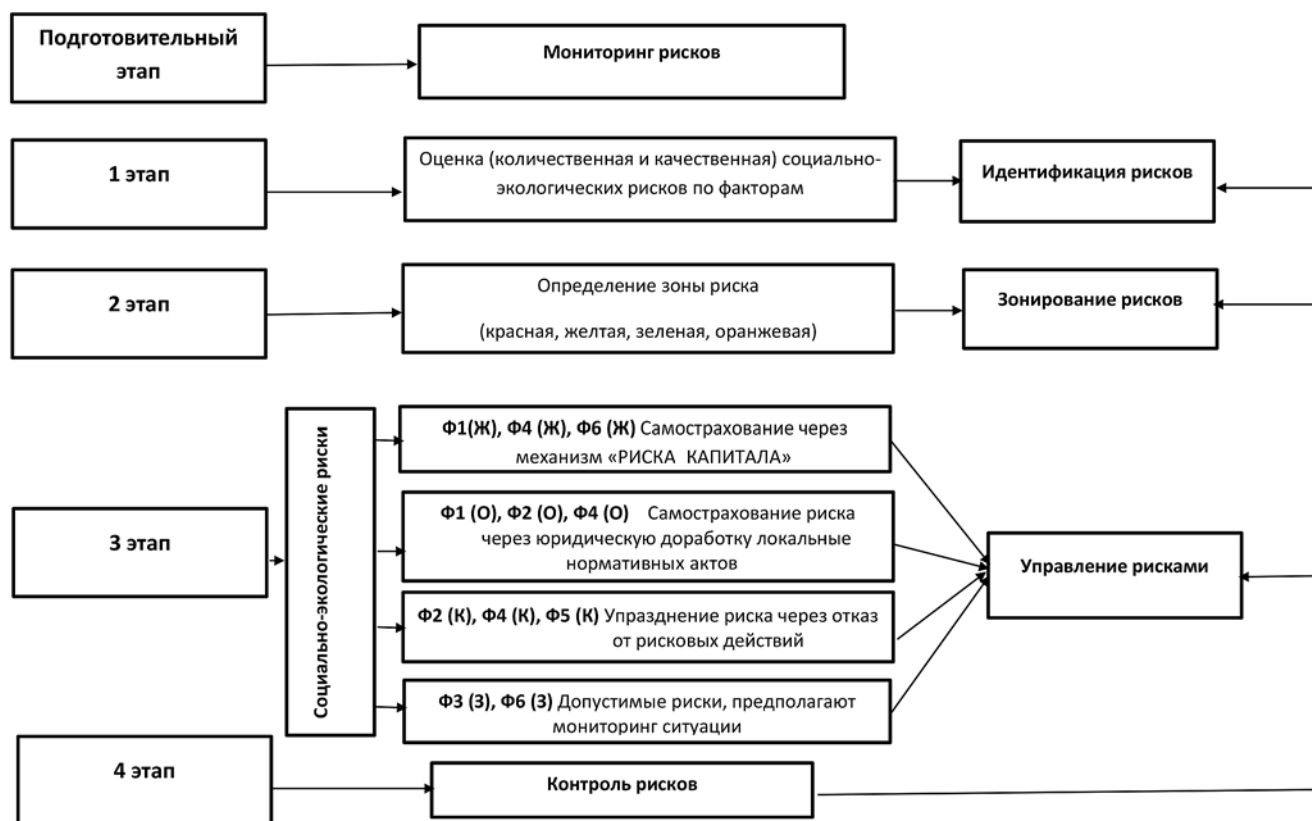 Подготовительный
этап
Мониторинг рисков
1 этап
Оценка (количественная и качественная) социально-
экологических рисков по факторам
Идентификация рисков
2 этап
Определение зоны риска
(красная, желтая, зеленая, оранжевая)
Зонирование рисков
3 этап
Социально-экологические риски
Ф1(Ж), Ф4 (Ж), Ф6 (Ж) Самострахование через
механизм «РИСКА КАПИТАЛА»
Ф1 (О), Ф2 (О), Ф4 (О) Самострахование риска
через юридическую доработку локальные
нормативных актов
Ф2 (К), Ф4 (К), Ф5 (К) Упразднение риска через отказ
от рисковых действий
Ф3 (З), Ф6 (З) Допустимые риски, предполагают
мониторинг ситуации
Управление рисками
4 этап
Контроль рисков